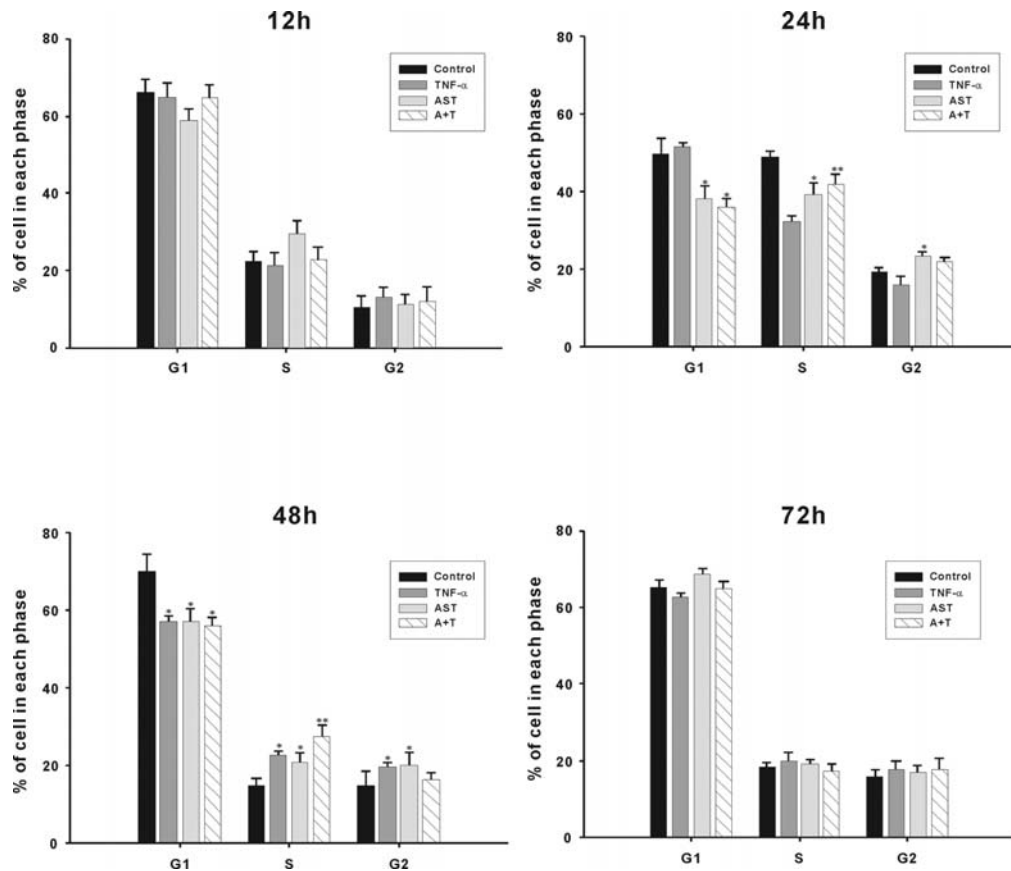 12h
% of cell in each phase
80
60
40
20
0
Control
TNF-α
AST
A+T
G1 S G2
24h
% of cell in each phase
80
60
40
20
0
Control
TNF-α
AST
A+T
* * * ** *
G1 S G2
48h
% of cell in each phase
80
60
40
20
0
Control
TNF-α
AST
A+T
* * * * * ** * *
G1 S G2
72h
% of cell in each phase
80
60
40
20
0
Control
TNF-α
AST
A+T
G1 S G2